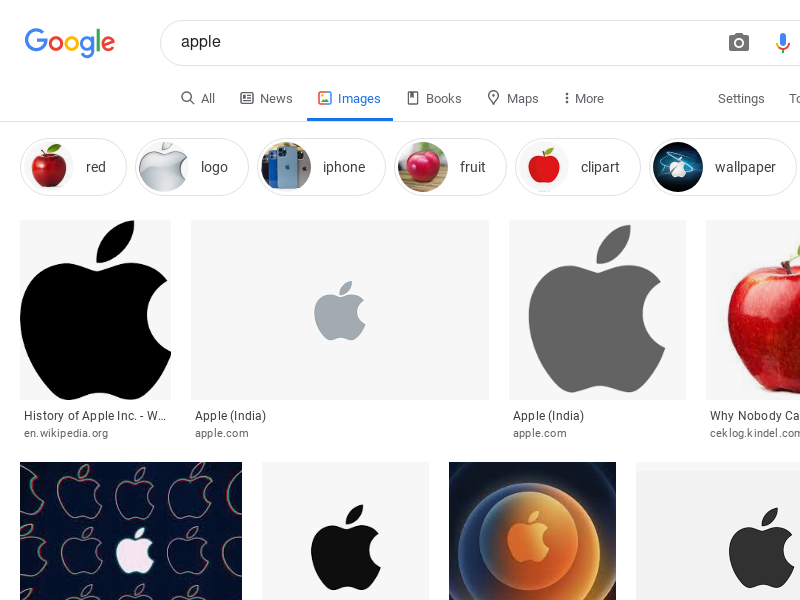 Google
apple
All News Images Books Maps More Settings To
red logo iphone fruit clipart wallpaper
History of Apple Inc. - W... Apple (India) Apple (India) Why Nobody Ca
en.wikipedia.org apple.com apple.com ceklog.kindel.com